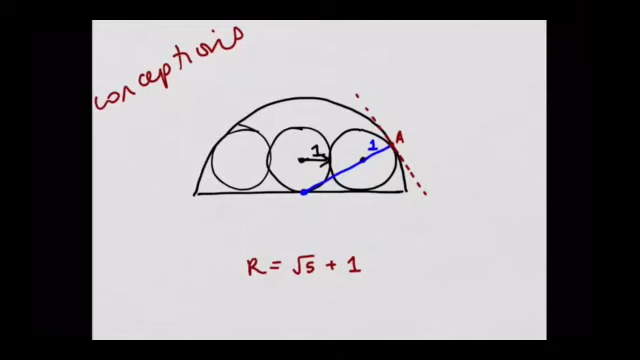 conceptions
1
1
A
R = √5 + 1